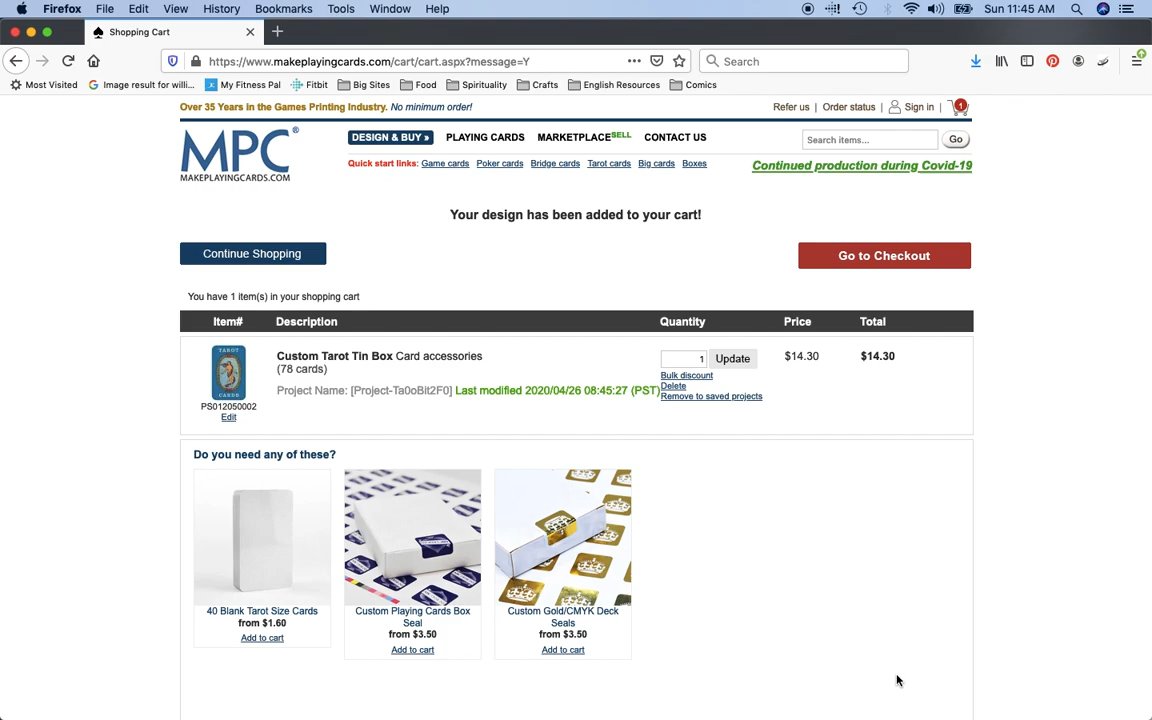 Firefox File Edit View History Bookmarks Tools Window Help Sun 11:45 AM
Shopping Cart
https://www.makeplayingcards.com/cart/cart.aspx?message=Y Search
Most Visited Image result for willi... My Fitness Pal Fitbit Big Sites Food Spirituality Crafts English Resources Comics
Over 35 Years in the Games Printing Industry. No minimum order! Refer us | Order status | Sign in | 1
MPC®
MAKEPLAYINGCARDS.COM
DESIGN & BUY » PLAYING CARDS MARKETPLACE SELL CONTACT US Search items... Go
Quick start links: Game cards Poker cards Bridge cards Tarot cards Big cards Boxes Continued production during Covid-19
Your design has been added to your cart!
Continue Shopping Go to Checkout
You have 1 item(s) in your shopping cart
Item# Description Quantity Price Total
TAROT
CARDS
PS012050002
Edit
Custom Tarot Tin Box Card accessories
(78 cards)
Project Name: [Project-Ta0oBit2F0] Last modified 2020/04/26 08:45:27 (PST)
1 Update $14.30 $14.30
Bulk discount
Delete
Remove to saved projects
Do you need any of these?
40 Blank Tarot Size Cards
from $1.60
Add to cart
Custom Playing Cards Box
Seal
from $3.50
Add to cart
Custom Gold/CMYK Deck
Seals
from $3.50
Add to cart